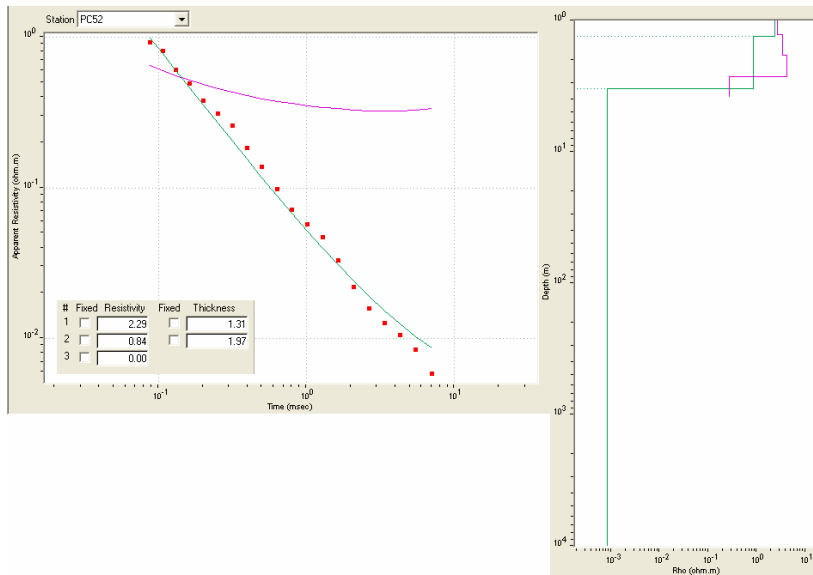 Station PC52
10^0
10^-1
10^-2
Apparent Resistivity (ohm.m)
# Fixed Resistivity Fixed Thickness
1 2.29 1.31
2 0.84 1.97
3 0.00
10^-1 10^0 10^1
Time (msec)
10^0
10^1
10^2
10^3
10^4
Depth (m)
10^-3 10^-2 10^-1 10^0 10^1
Rho (ohm.m)